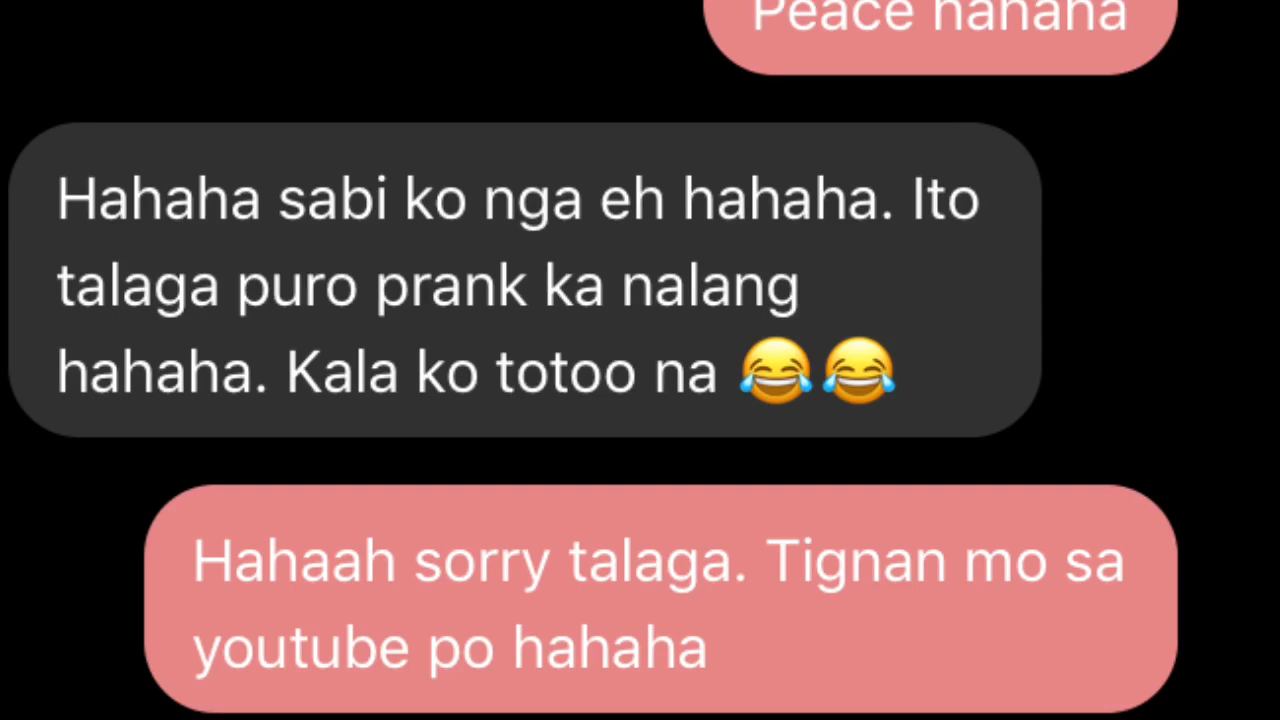 Peace hahaha
Hahaha sabi ko nga eh hahaha. Ito
talaga puro prank ka nalang
hahaha. Kala ko totoo na 😂😂
Hahaah sorry talaga. Tignan mo sa
youtube po hahaha